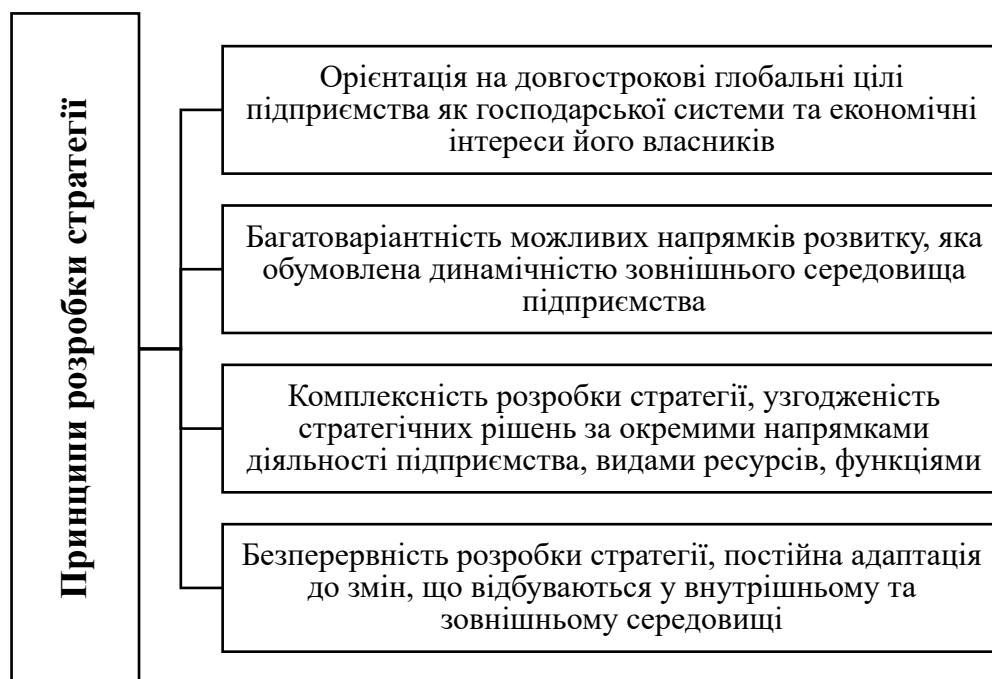 Принципи розробки стратегії
Орієнтація на довгострокові глобальні цілі
підприємства як господарської системи та економічні
інтереси його власників
Багатоваріантність можливих напрямків розвитку, яка
обумовлена динамічністю зовнішнього середовища
підприємства
Комплексність розробки стратегії, узгодженість
стратегічних рішень за окремими напрямками
діяльності підприємства, видами ресурсів, функціями
Безперервність розробки стратегії, постійна адаптація
до змін, що відбуваються у внутрішньому та
зовнішньому середовищі